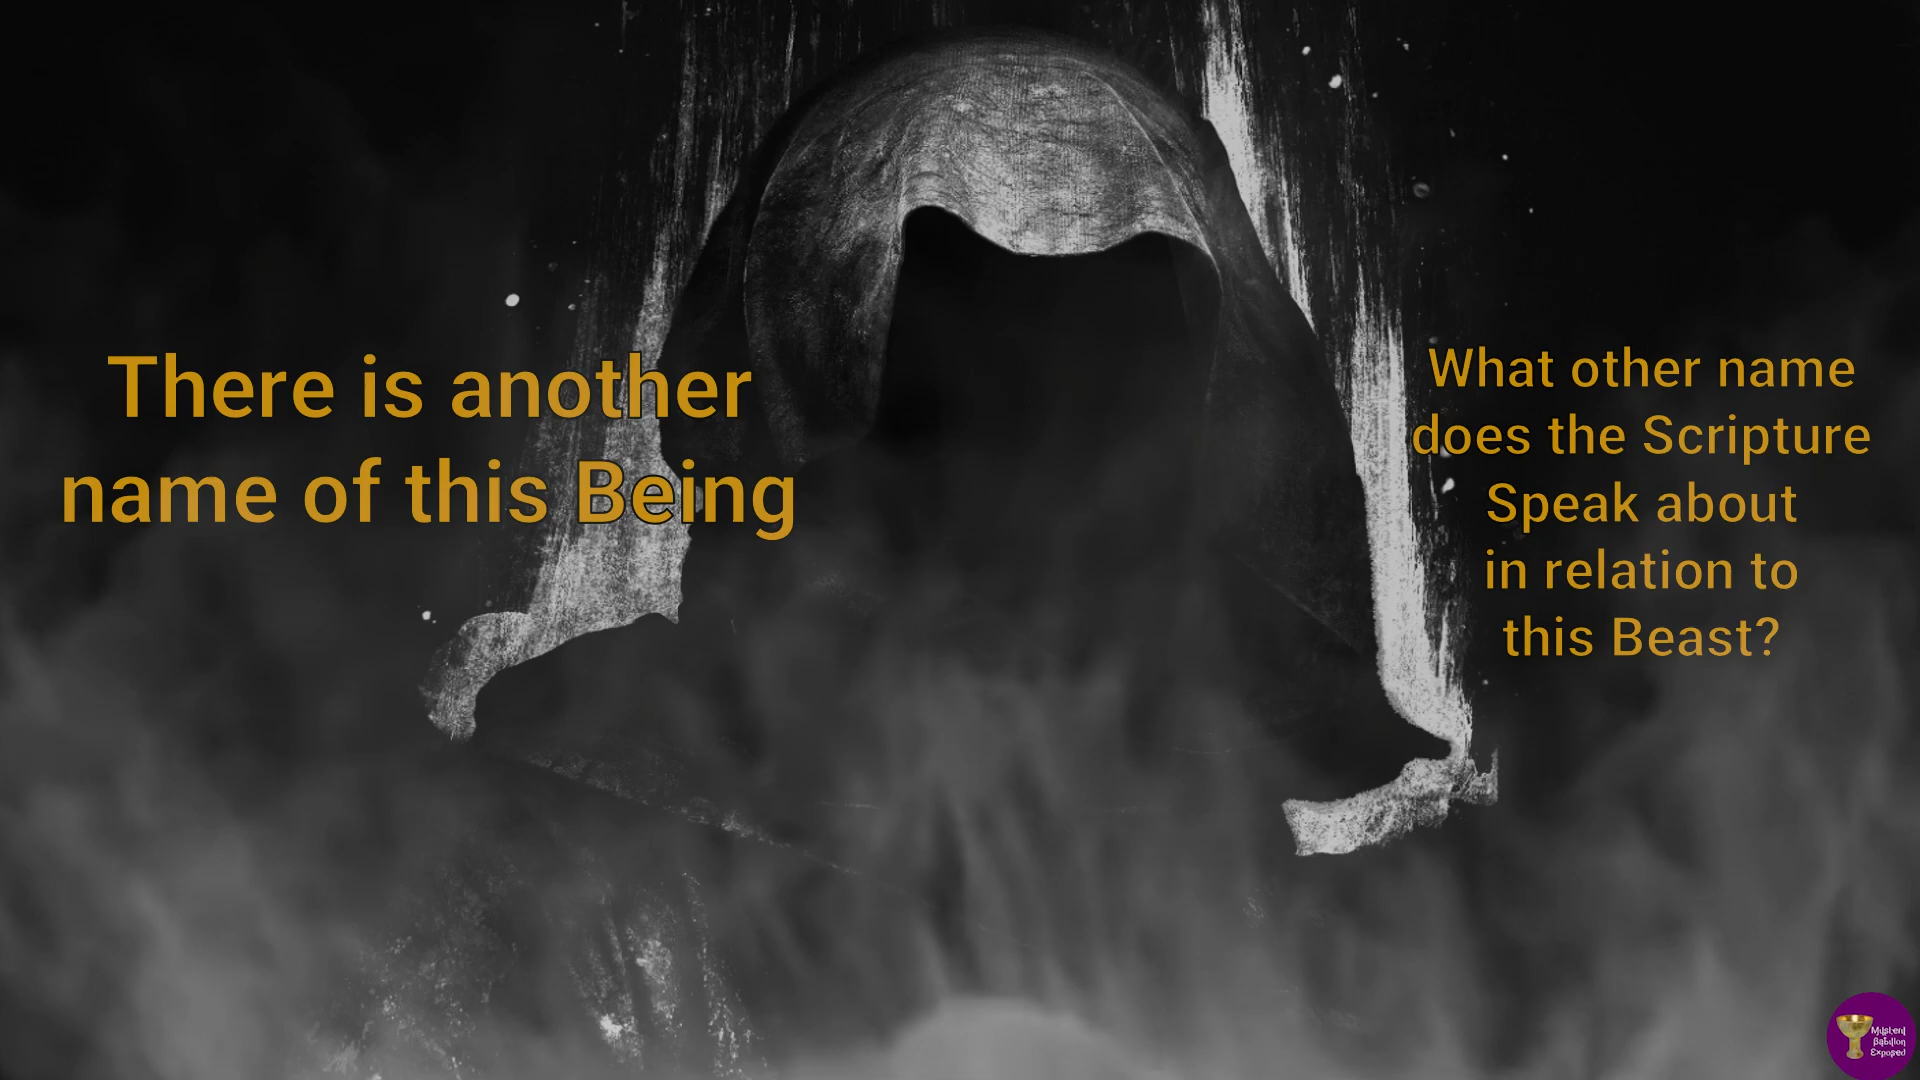 There is another
name of this Being
What other name
does the Scripture
Speak about
in relation to
this Beast?
Mystery
Babylon
Exposed